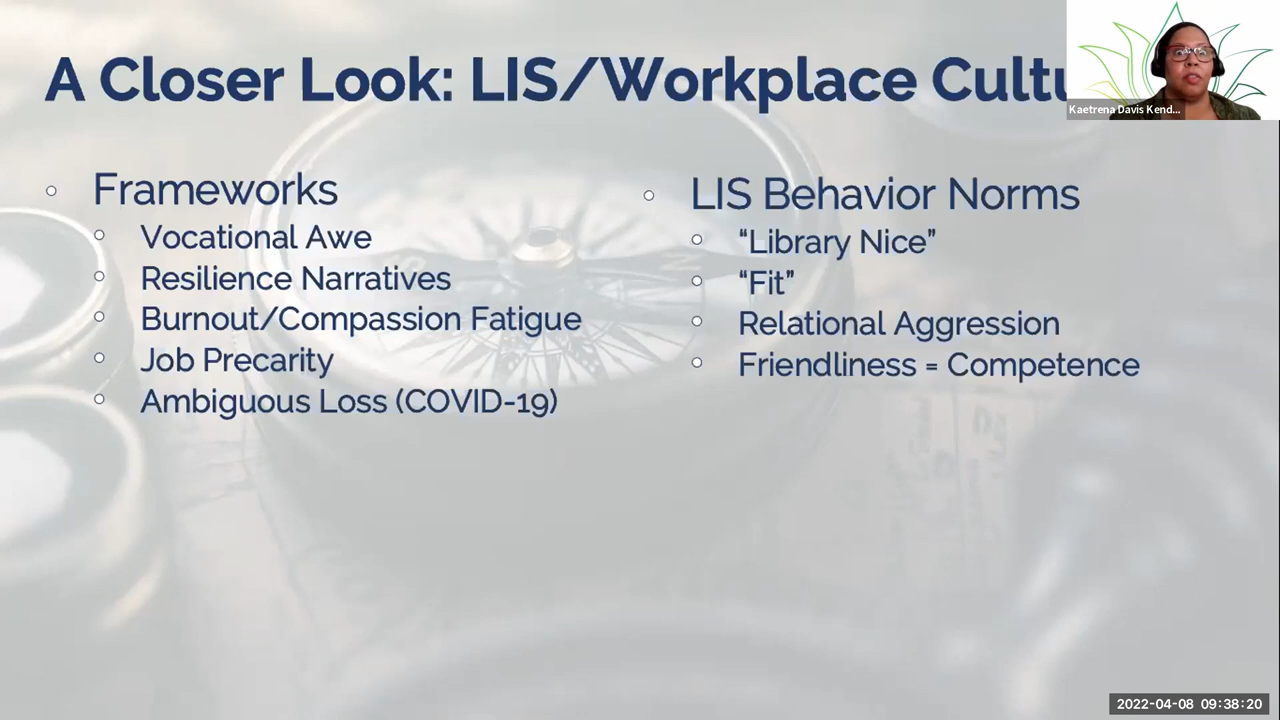 A Closer Look: LIS/Workplace Cultu
Kaetrena Davis Kend...
Frameworks
Vocational Awe
Resilience Narratives
Burnout/Compassion Fatigue
Job Precarity
Ambiguous Loss (COVID-19)
LIS Behavior Norms
“Library Nice”
“Fit”
Relational Aggression
Friendliness = Competence
2022-04-08 09:38:20